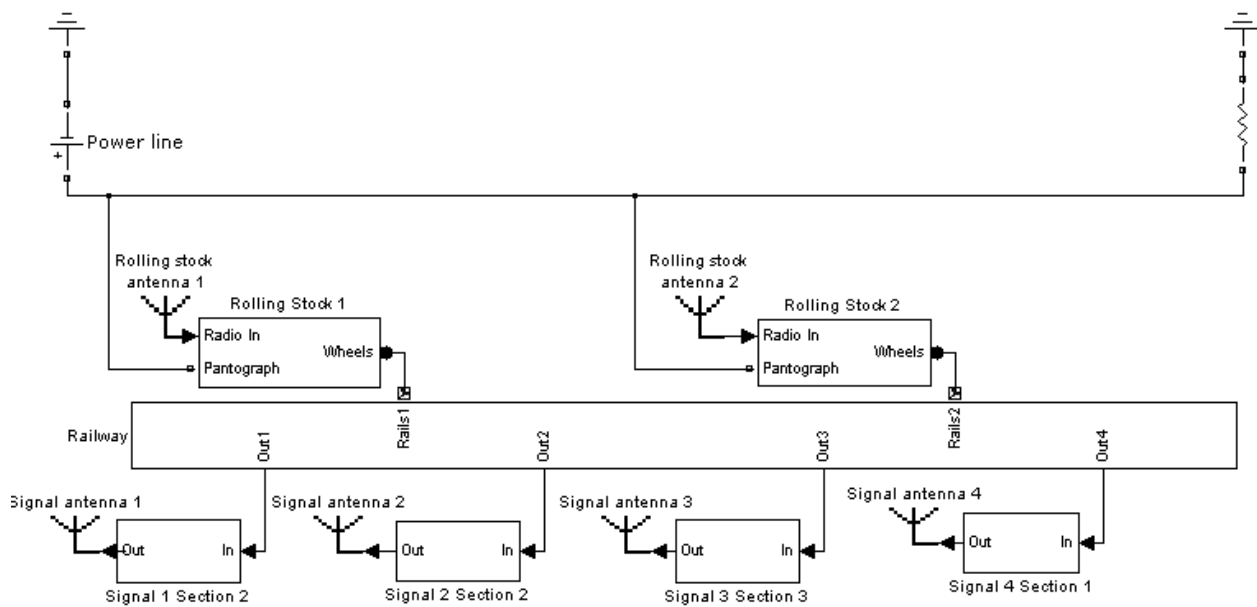 Power line
+
Rolling stock
antenna 1
Rolling stock
antenna 2
Rolling Stock 1
Rolling Stock 2
Radio In
Wheels
Pantograph
Radio In
Wheels
Pantograph
Railway
Out1
Rails1
Out2
Out3
Rails2
Out4
Signal antenna 1
Signal antenna 2
Signal antenna 3
Signal antenna 4
Out
In
Out
In
Out
In
Out
In
Signal 1 Section 2
Signal 2 Section 2
Signal 3 Section 3
Signal 4 Section 1